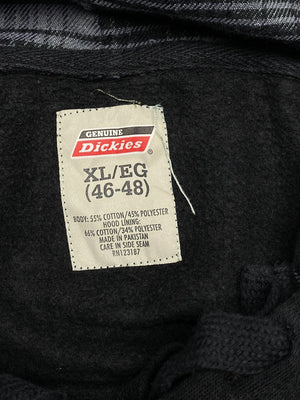 GENUINE
Dickies®
XL/EG
(46-48)
BODY: 55% COTTON/45% POLYESTER
HOOD LINING:
66% COTTON/34% POLYESTER
MADE IN PAKISTAN
CARE IN SIDE SEAM
RN123187